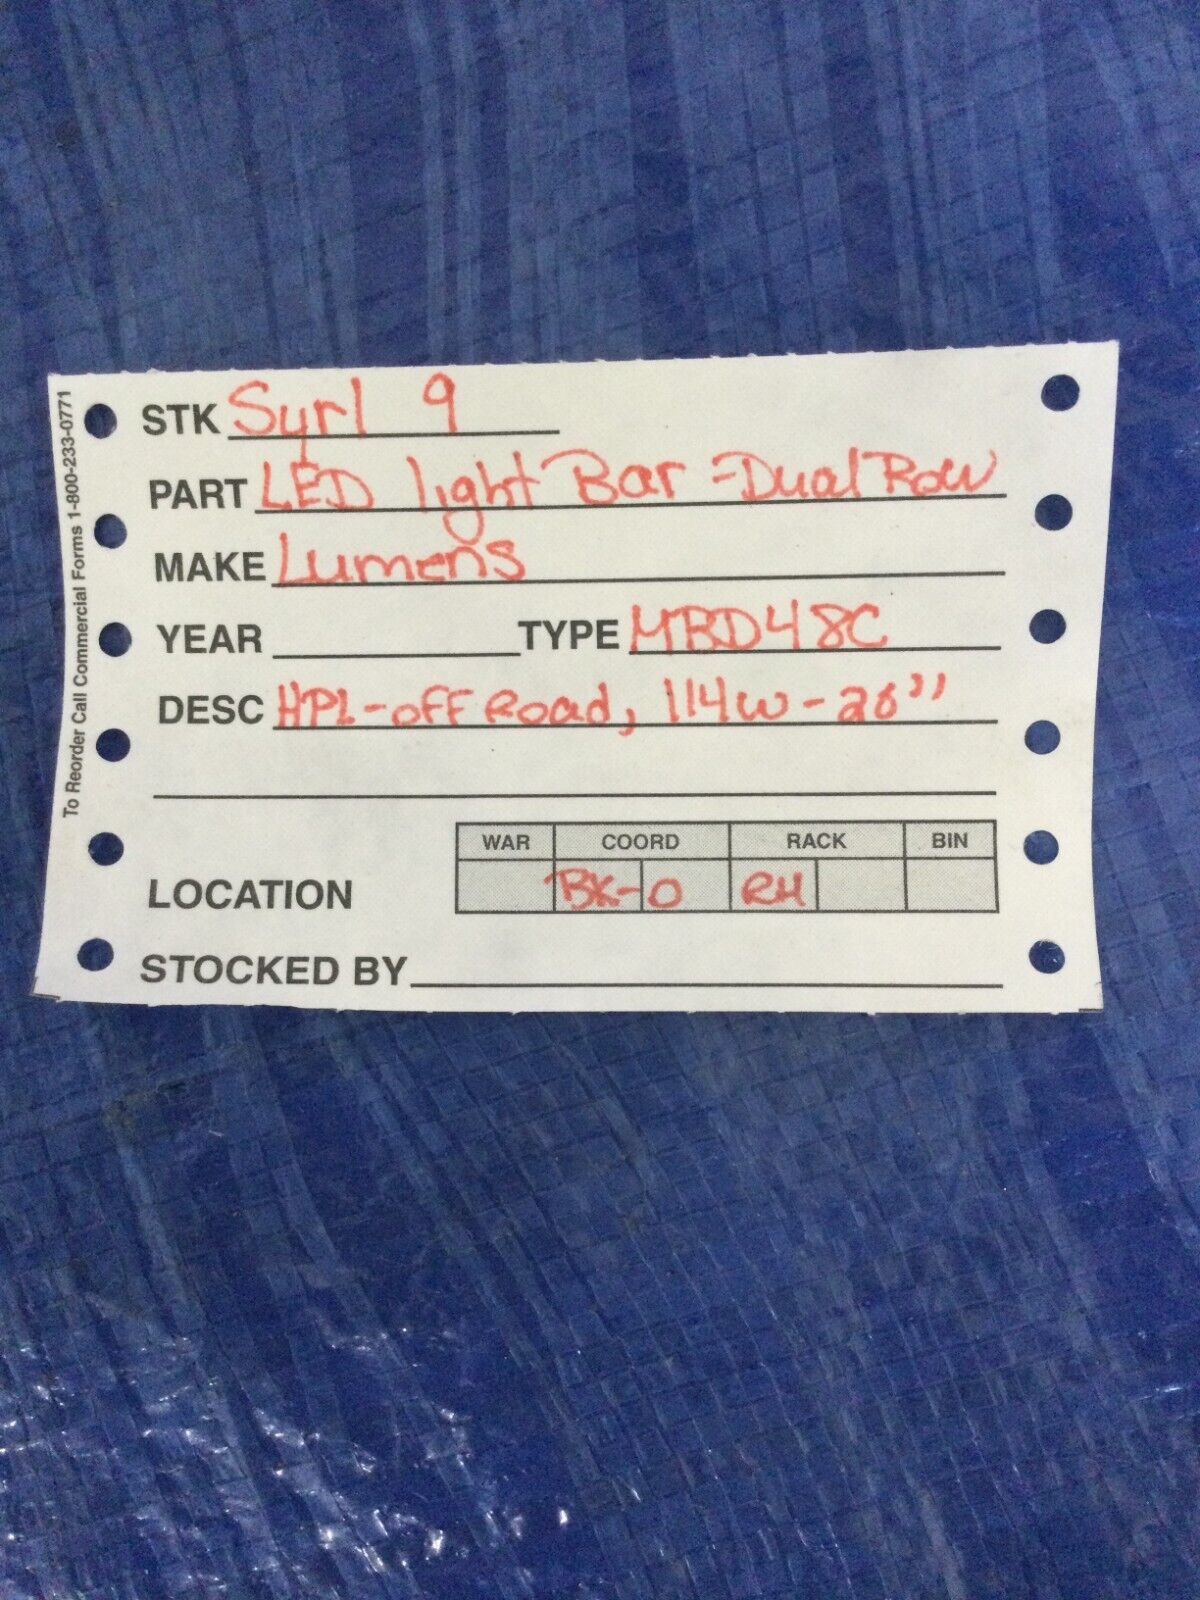 To Reorder Call Commercial Forms 1-800-233-0771
STK Syrl 9
PART LED light Bar -Dual Row
MAKE Lumens
YEAR TYPE MBD48C
DESC HPL-off Road, 114w-20"
WAR COORD RACK BIN
LOCATION BK-0 RH
STOCKED BY